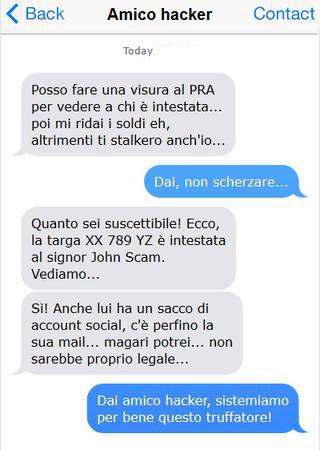 Back
Amico hacker
Contact
Today
Posso fare una visura al PRA
per vedere a chi è intestata...
poi mi ridai i soldi eh,
altrimenti ti stalkero anch'io...
Dai, non scherzare...
Quanto sei suscettibile! Ecco,
la targa XX 789 YZ è intestata
al signor John Scam.
Vediamo...
Sì! Anche lui ha un sacco di
account social, c'è perfino la
sua mail... magari potrei... non
sarebbe proprio legale...
Dai amico hacker, sistemiamo
per bene questo truffatore!